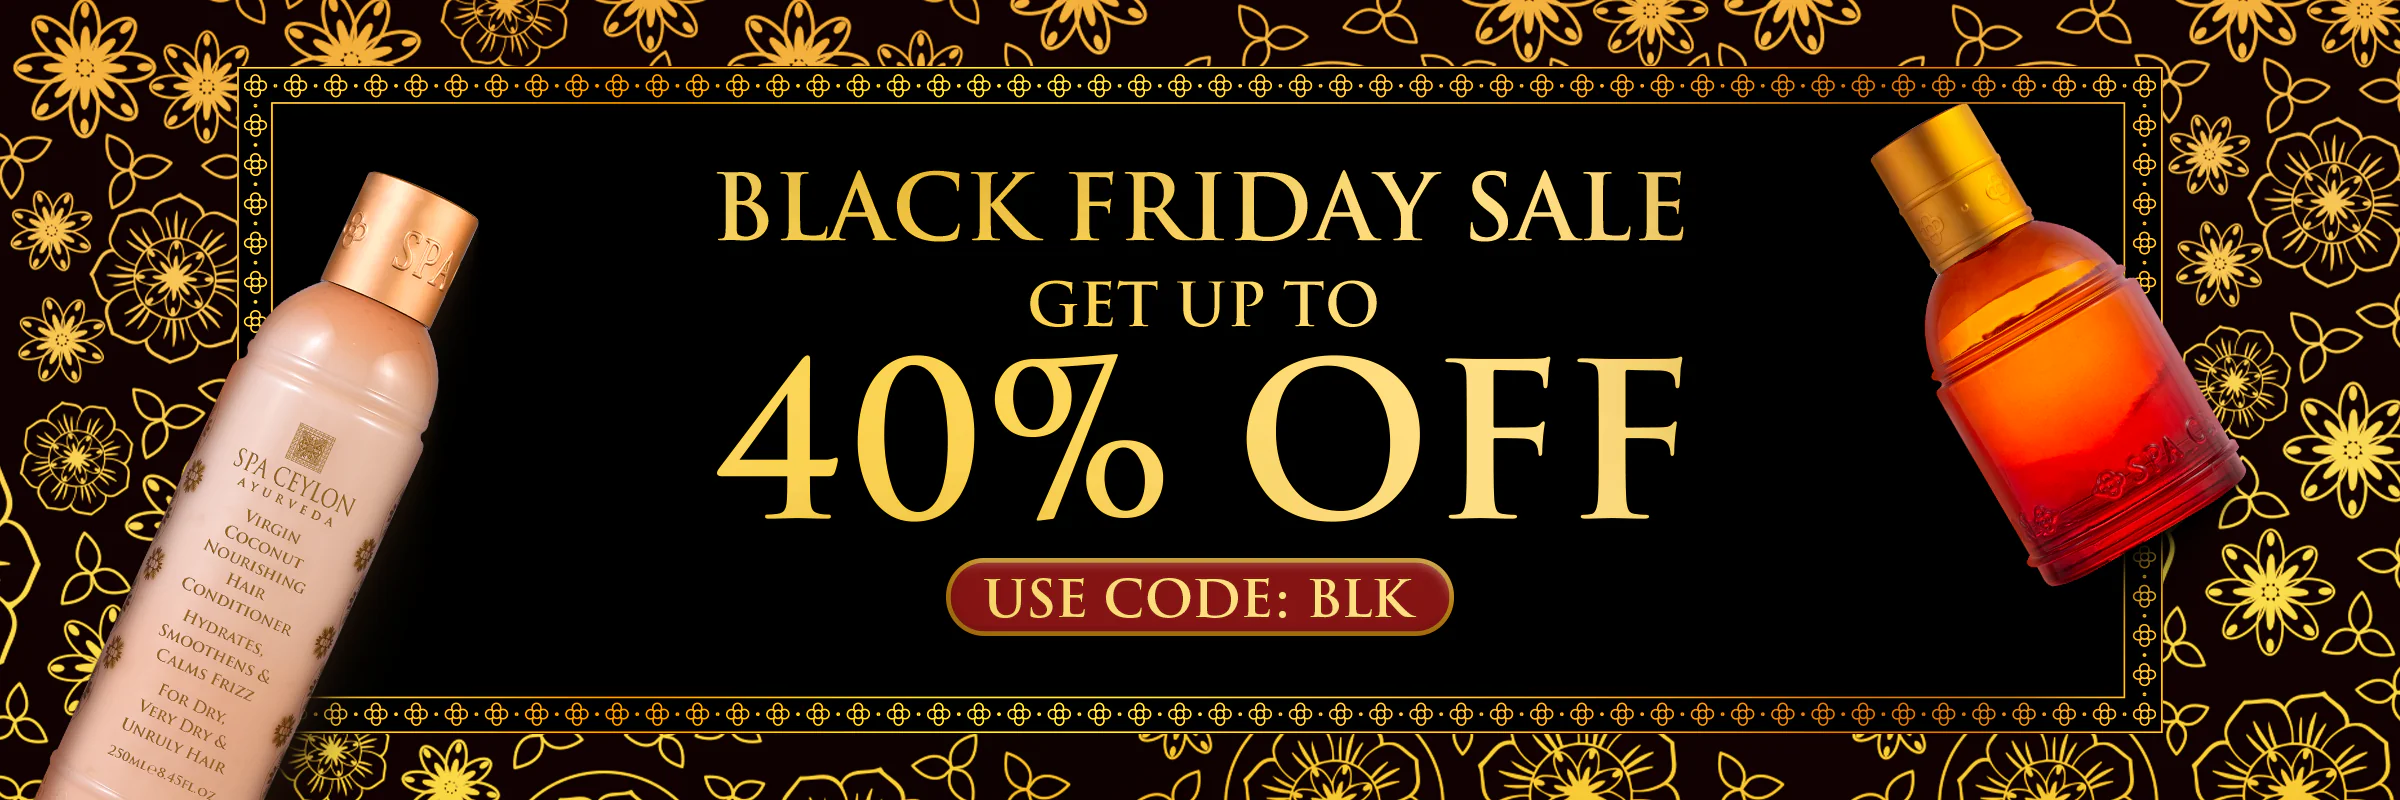 BLACK FRIDAY SALE
GET UP TO
40% OFF
USE CODE: BLK
SPA
SPA CEYLON
AYURVEDA
VIRGIN
COCONUT
NOURISHING
HAIR
CONDITIONER
HYDRATES,
SMOOTHENS &
CALMS FRIZZ
FOR DRY,
VERY DRY &
UNRULY HAIR
250ML℮8.45FL.OZ
SPA C